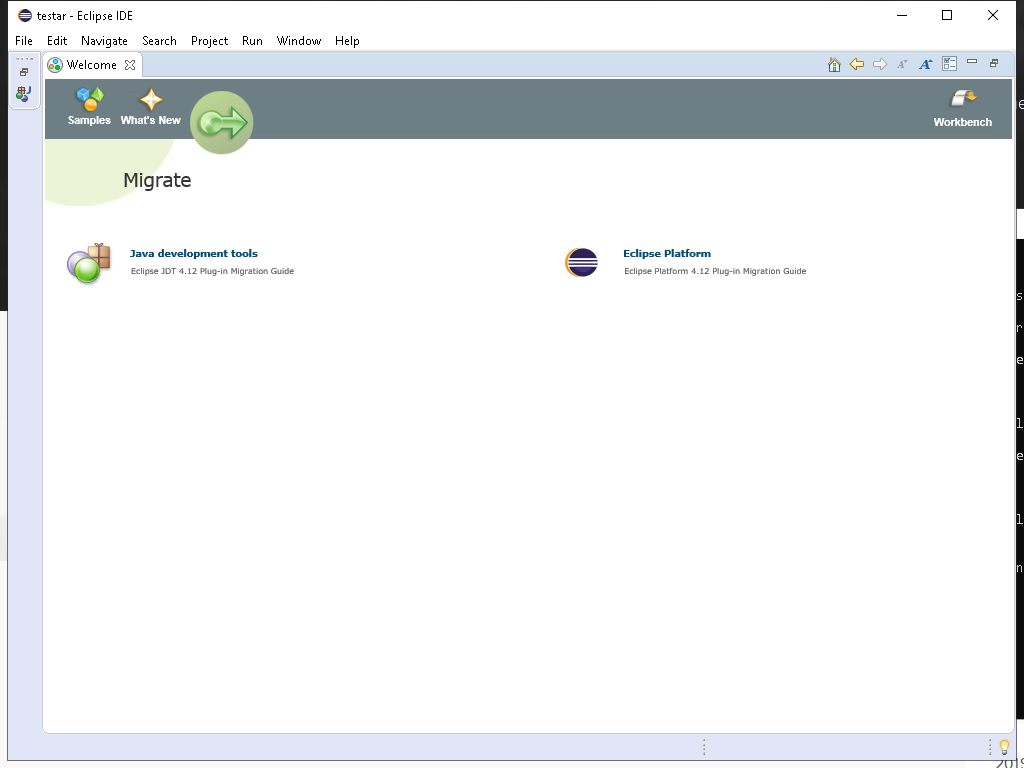 testar - Eclipse IDE
File Edit Navigate Search Project Run Window Help
Welcome
Samples What's New Workbench
Migrate
Java development tools Eclipse Platform
Eclipse JDT 4.12 Plug-in Migration Guide Eclipse Platform 4.12 Plug-in Migration Guide